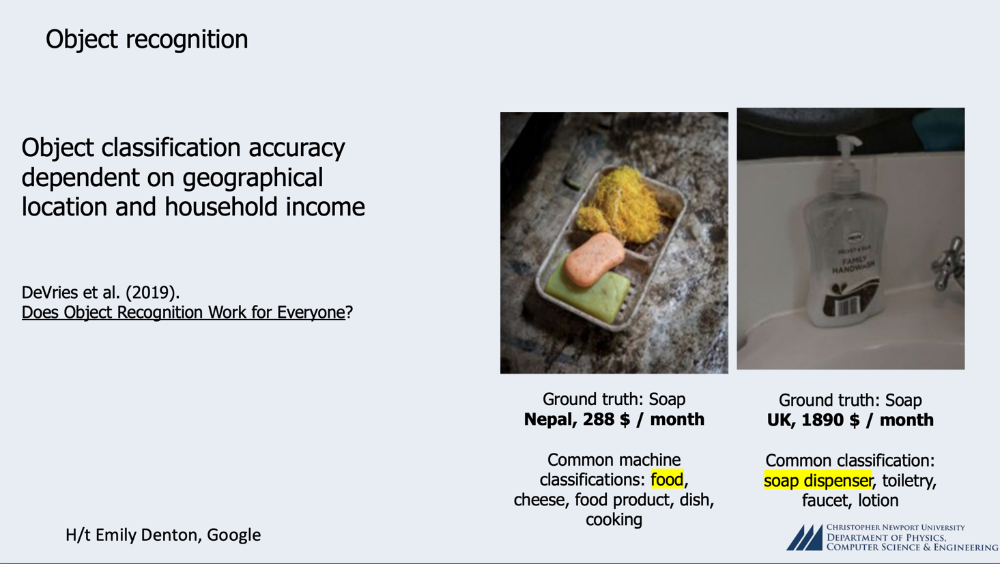 Object recognition
Object classification accuracy
dependent on geographical
location and household income
DeVries et al. (2019).
Does Object Recognition Work for Everyone?
FAMILY
HANDWASH
Ground truth: Soap
Nepal, 288 $ / month
Common machine
classifications: food,
cheese, food product, dish,
cooking
Ground truth: Soap
UK, 1890 $ / month
Common classification:
soap dispenser, toiletry,
faucet, lotion
H/t Emily Denton, Google
CHRISTOPHER NEWPORT UNIVERSITY
DEPARTMENT OF PHYSICS,
COMPUTER SCIENCE & ENGINEERING